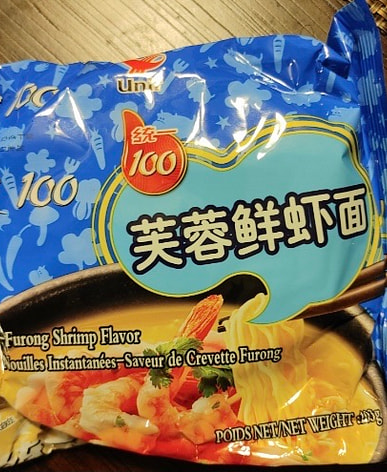 统一
100
100
芙蓉鲜虾面
Furong Shrimp Flavor
Nouilles Instantanées-Saveur de Crevette Furong
POIDS NET/NET WEIGHT